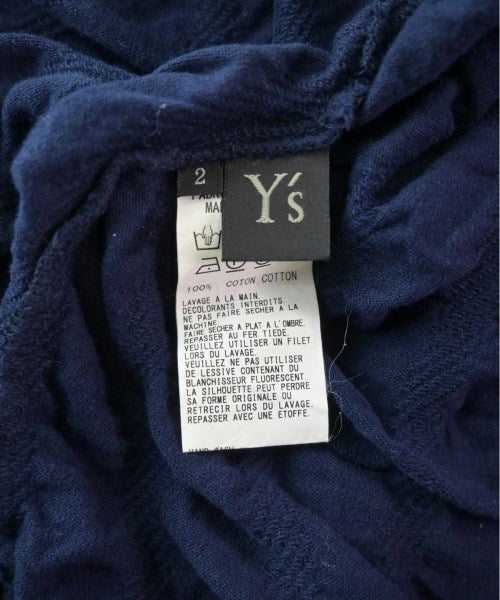 2
Y's
100% COTON COTTON
LAVAGE A LA MAIN.
DECOLORANTS INTERDITS.
NE PAS FAIRE SECHER A LA
MACHINE.
FAIRE SECHER A PLAT A L'OMBRE.
REPASSER AU FER TIEDE.
VEUILLEZ UTILISER UN FILET
LORS DU LAVAGE.
VEUILLEZ NE PAS UTILISER
DE LESSIVE CONTENANT DU
BLANCHISSEUR FLUORESCENT.
LA SILHOUETTE PEUT PERDRE
SA FORME ORIGINALE OU
RETRECIR LORS DU LAVAGE.
REPASSER AVEC UNE ETOFFE.